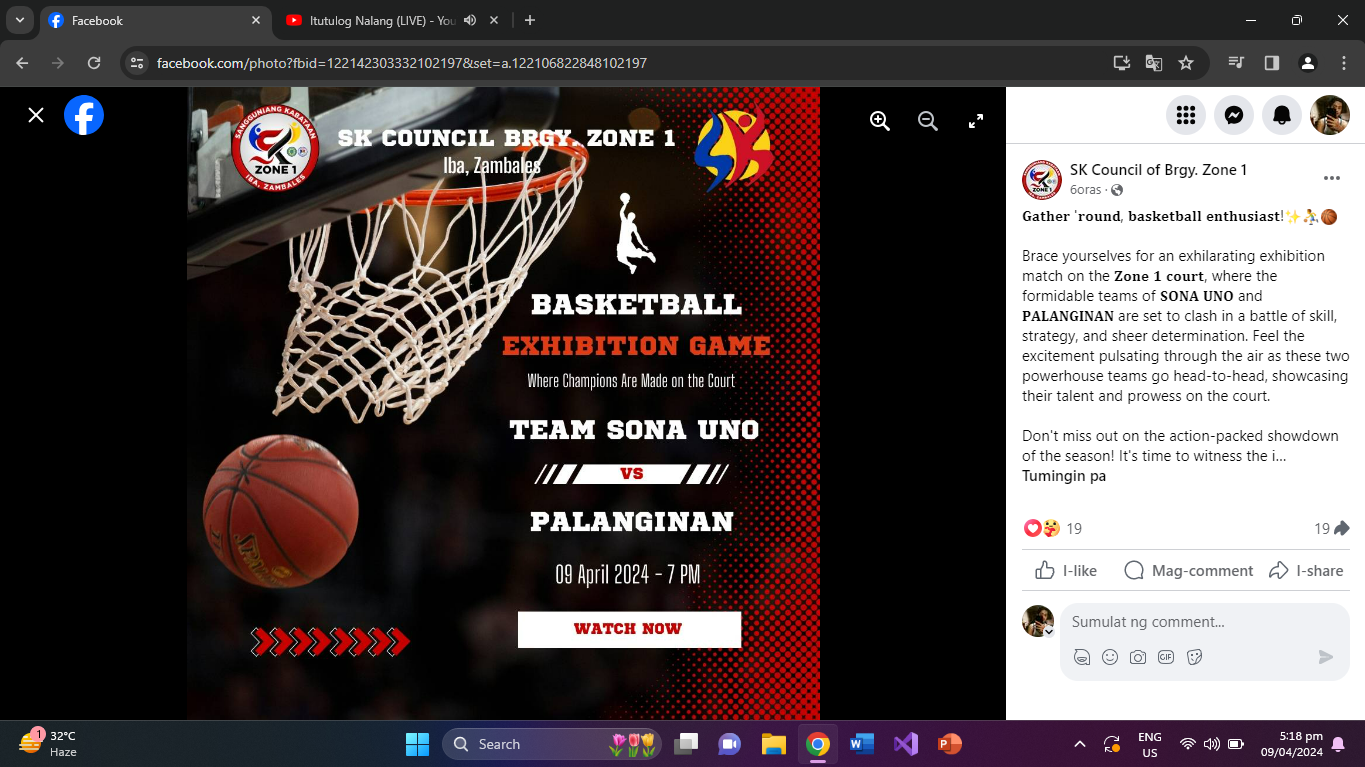 Facebook
Itutulog Nalang (LIVE) - You
facebook.com/photo?fbid=122142303332102197&set=a.122106822848102197
SANGGUNIANG KABATAAN
SK
ZONE 1
IBA, ZAMBALES
SK COUNCIL BRGY. ZONE 1
Iba, Zambales
SK
BASKETBALL
EXHIBITION GAME
Where Champions Are Made on the Court
TEAM SONA UNO
VS
PALANGINAN
09 April 2024 - 7 PM
WATCH NOW
SK Council of Brgy. Zone 1
6oras ·
Gather 'round, basketball enthusiast!✨⛹️🏀
Brace yourselves for an exhilarating exhibition
match on the Zone 1 court, where the
formidable teams of SONA UNO and
PALANGINAN are set to clash in a battle of skill,
strategy, and sheer determination. Feel the
excitement pulsating through the air as these two
powerhouse teams go head-to-head, showcasing
their talent and prowess on the court.
Don't miss out on the action-packed showdown
of the season! It's time to witness the i...
Tumingin pa
19
19
I-like
Mag-comment
I-share
Sumulat ng comment...
GIF
1
32°C
Haze
Search
ENG
US
5:18 pm
09/04/2024